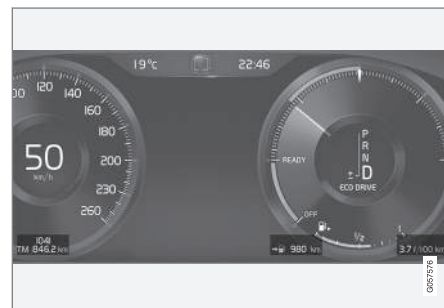 19°c 22:46
120 140 160 180 200 230 260
50
km/h
1041
TM 846.2 km
P
R
N
± D
ECO DRIVE
READY
OFF
1/2
1
980 km
3.7 l/100 km
G057576